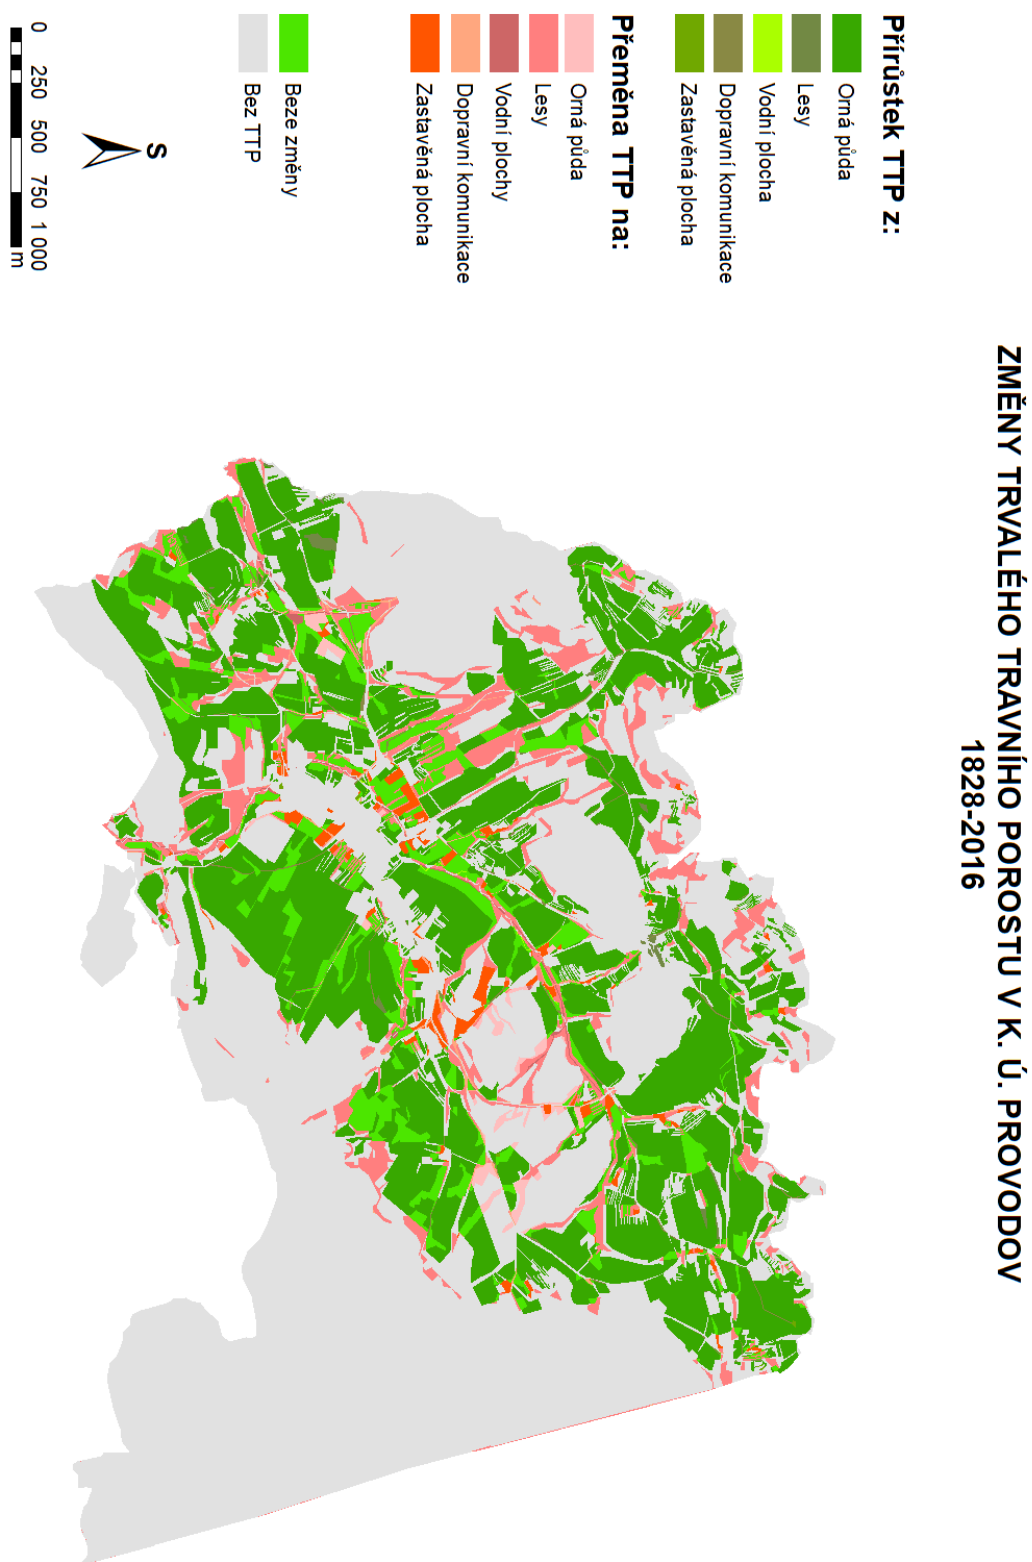 ZMĚNY TRVALÉHO TRAVNÍHO POROSTU V K. Ú. PROVODOV
1828-2016
Přírůstek TTP z:
Orná půda
Lesy
Vodní plocha
Dopravní komunikace
Zastavěná plocha
Přeměna TTP na:
Orná půda
Lesy
Vodní plochy
Dopravní komunikace
Zastavěná plocha
Beze změny
Bez TTP
S
0 250 500 750 1 000
m